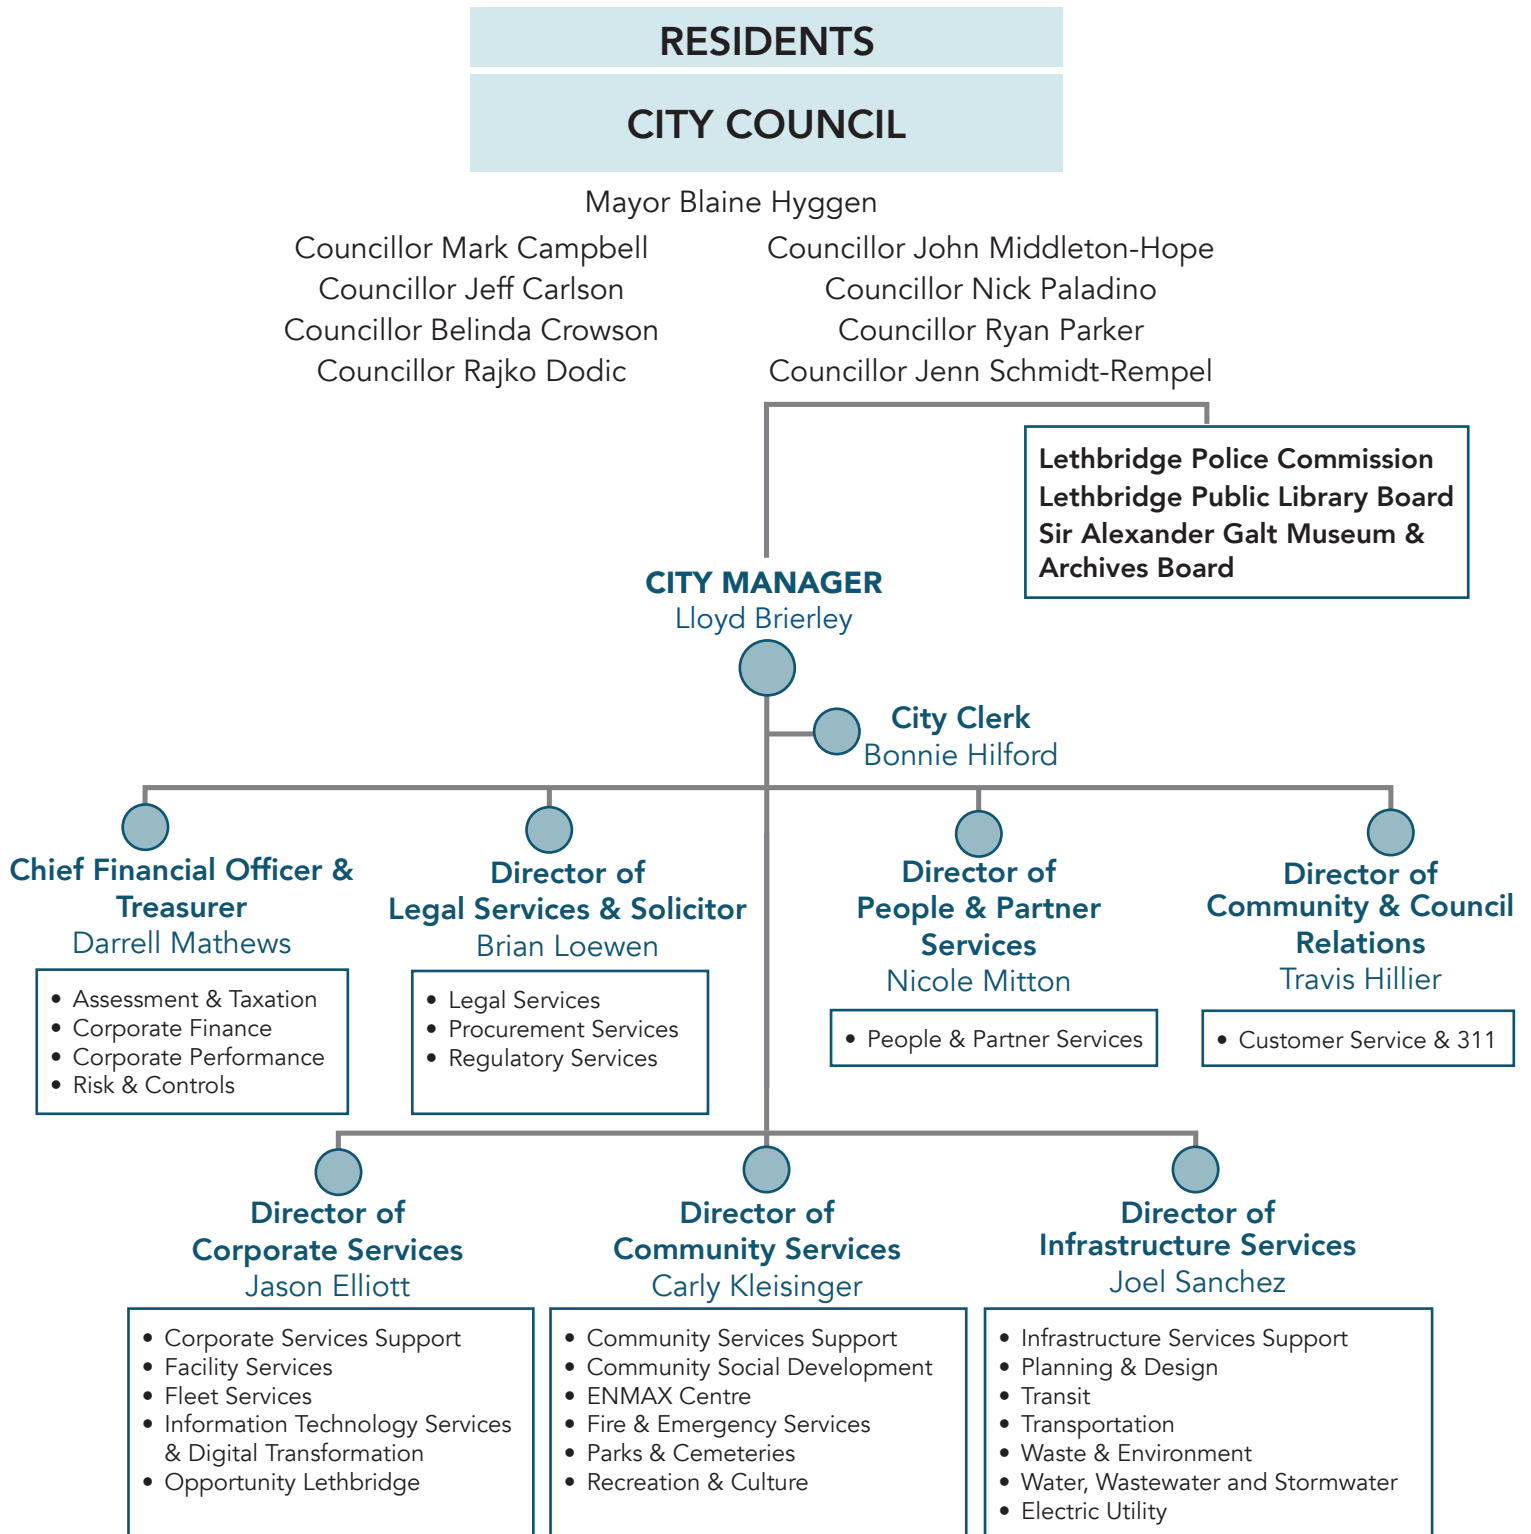 RESIDENTS
CITY COUNCIL
Mayor Blaine Hyggen
Councillor Mark Campbell
Councillor Jeff Carlson
Councillor Belinda Crowson
Councillor Rajko Dodic
Councillor John Middleton-Hope
Councillor Nick Paladino
Councillor Ryan Parker
Councillor Jenn Schmidt-Rempel
Lethbridge Police Commission
Lethbridge Public Library Board
Sir Alexander Galt Museum &
Archives Board
CITY MANAGER
Lloyd Brierley
City Clerk
Bonnie Hilford
Chief Financial Officer &
Treasurer
Darrell Mathews
• Assessment & Taxation
• Corporate Finance
• Corporate Performance
• Risk & Controls
Director of
Legal Services & Solicitor
Brian Loewen
• Legal Services
• Procurement Services
• Regulatory Services
Director of
People & Partner
Services
Nicole Mitton
• People & Partner Services
Director of
Community & Council
Relations
Travis Hillier
• Customer Service & 311
Director of
Corporate Services
Jason Elliott
• Corporate Services Support
• Facility Services
• Fleet Services
• Information Technology Services
& Digital Transformation
• Opportunity Lethbridge
Director of
Community Services
Carly Kleisinger
• Community Services Support
• Community Social Development
• ENMAX Centre
• Fire & Emergency Services
• Parks & Cemeteries
• Recreation & Culture
Director of
Infrastructure Services
Joel Sanchez
• Infrastructure Services Support
• Planning & Design
• Transit
• Transportation
• Waste & Environment
• Water, Wastewater and Stormwater
• Electric Utility